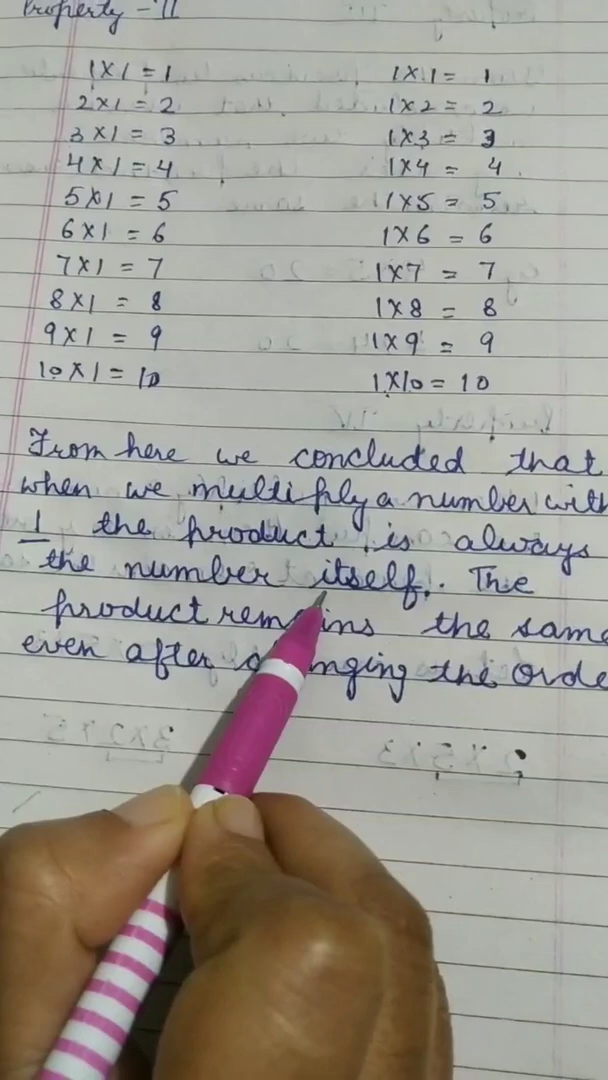 Property - II
1 x 1 = 1 1 x 1 = 1
2 x 1 = 2 1 x 2 = 2
3 x 1 = 3 1 x 3 = 3
4 x 1 = 4 1 x 4 = 4
5 x 1 = 5 1 x 5 = 5
6 x 1 = 6 1 x 6 = 6
7 x 1 = 7 1 x 7 = 7
8 x 1 = 8 1 x 8 = 8
9 x 1 = 9 1 x 9 = 9
10 x 1 = 10 1 x 10 = 10
From here we concluded that
when we multiply a number with
1 the product is always
the number itself. The
product remains the same
even after changing the orde